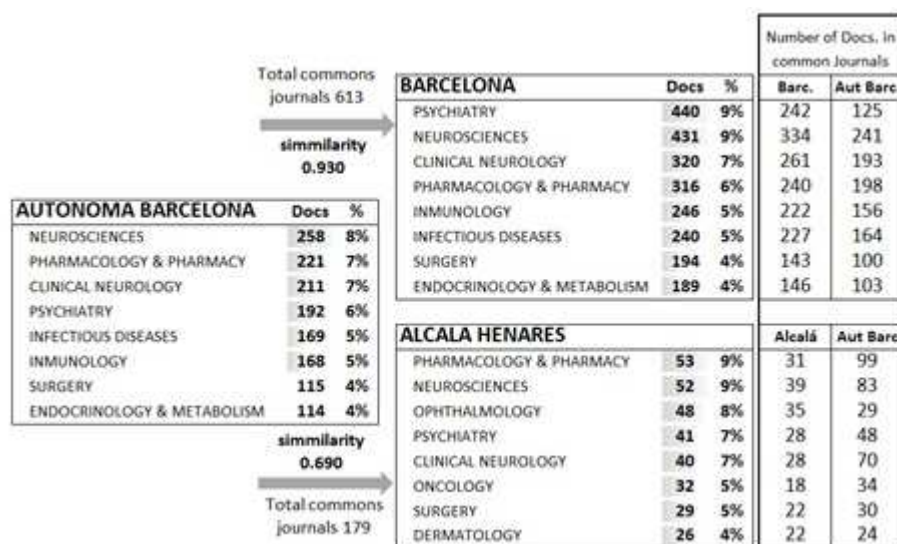 Number of Docs. in
common Journals
Total commons
journals 613
simmilarity
0.930
BARCELONA Docs % Barc. Aut Barc
PSYCHIATRY 440 9% 242 125
NEUROSCIENCES 431 9% 334 241
CLINICAL NEUROLOGY 320 7% 261 193
PHARMACOLOGY & PHARMACY 316 6% 240 198
INMUNOLOGY 246 5% 222 156
INFECTIOUS DISEASES 240 5% 227 164
SURGERY 194 4% 143 100
ENDOCRINOLOGY & METABOLISM 189 4% 146 103
AUTONOMA BARCELONA Docs %
NEUROSCIENCES 258 8%
PHARMACOLOGY & PHARMACY 221 7%
CLINICAL NEUROLOGY 211 7%
PSYCHIATRY 192 6%
INFECTIOUS DISEASES 169 5%
INMUNOLOGY 168 5%
SURGERY 115 4%
ENDOCRINOLOGY & METABOLISM 114 4%
simmilarity
0.690
Total commons
journals 179
ALCALA HENARES Alcalá Aut Barc
PHARMACOLOGY & PHARMACY 53 9% 31 99
NEUROSCIENCES 52 9% 39 83
OPHTHALMOLOGY 48 8% 35 29
PSYCHIATRY 41 7% 28 48
CLINICAL NEUROLOGY 40 7% 28 70
ONCOLOGY 32 5% 18 34
SURGERY 29 5% 22 30
DERMATOLOGY 26 4% 22 24